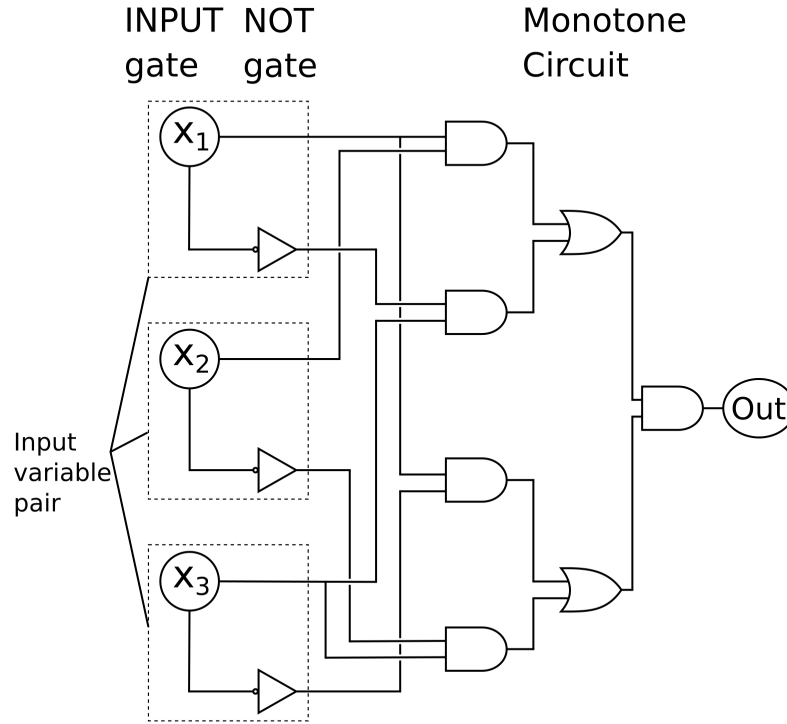 INPUT NOT
gate gate
Monotone
Circuit
x1
x2
x3
Input
variable
pair
Out